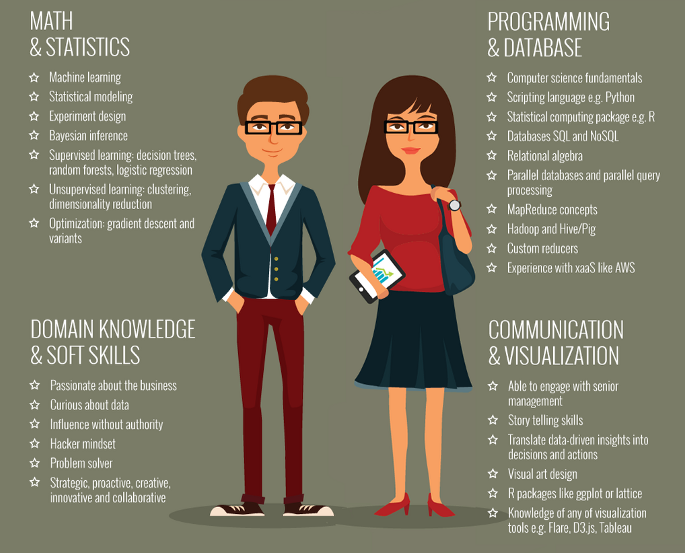 MATH
& STATISTICS
Machine learning
Statistical modeling
Experiment design
Bayesian inference
Supervised learning: decision trees,
random forests, logistic regression
Unsupervised learning: clustering,
dimensionality reduction
Optimization: gradient descent and
variants
PROGRAMMING
& DATABASE
Computer science fundamentals
Scripting language e.g. Python
Statistical computing package e.g. R
Databases SQL and NoSQL
Relational algebra
Parallel databases and parallel query
processing
MapReduce concepts
Hadoop and Hive/Pig
Custom reducers
Experience with xaaS like AWS
DOMAIN KNOWLEDGE
& SOFT SKILLS
Passionate about the business
Curious about data
Influence without authority
Hacker mindset
Problem solver
Strategic, proactive, creative,
innovative and collaborative
COMMUNICATION
& VISUALIZATION
Able to engage with senior
management
Story telling skills
Translate data-driven insights into
decisions and actions
Visual art design
R packages like ggplot or lattice
Knowledge of any of visualization
tools e.g. Flare, D3.js, Tableau